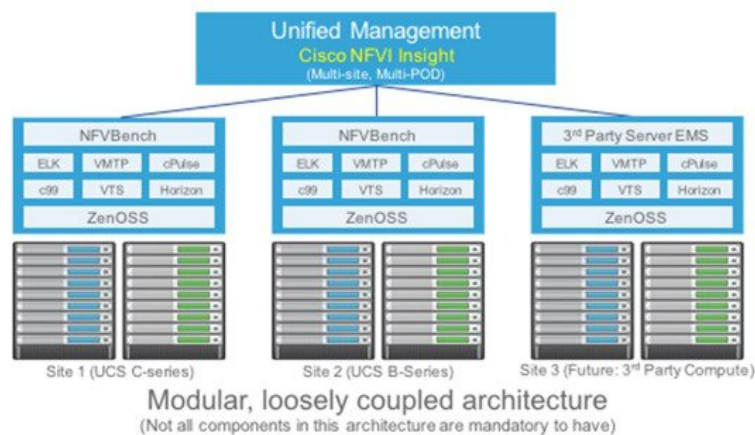 Unified Management
Cisco NFVI Insight
(Multi-site, Multi-POD)
NFVBench
ELK VMTP cPulse
c99 VTS Horizon
ZenOSS
NFVBench
ELK VMTP cPulse
c99 VTS Horizon
ZenOSS
3rd Party Server EMS
ELK VMTP cPulse
c99 VTS Horizon
ZenOSS
Site 1 (UCS C-series)
Site 2 (UCS B-Series)
Site 3 (Future: 3rd Party Compute)
Modular, loosely coupled architecture
(Not all components in this architecture are mandatory to have)